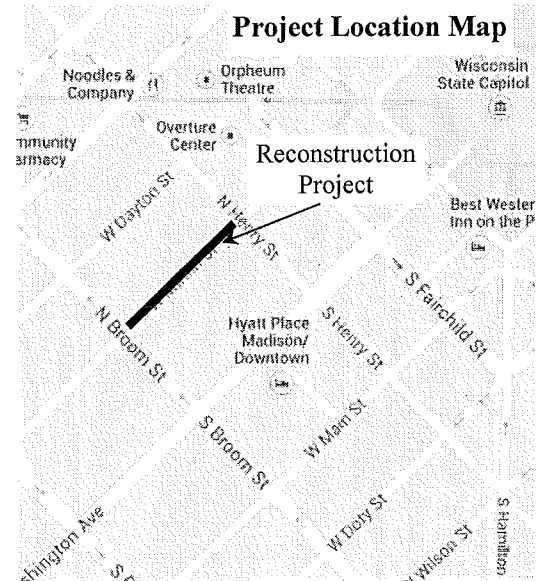 Project Location Map
Noodles &
Company
Orpheum
Theatre
Wisconsin
State Capitol
mmunity
armacy
Overture
Center
Reconstruction
Project
W Dayton St
N Henry St
Best Wester
Inn on the P
N Broom St
S Fairchild St
Hyatt Place
Madison/
Downtown
S Henry St
W Main St
S Broom St
W Doty St
W Wilson St
S Hamilton
shington Ave